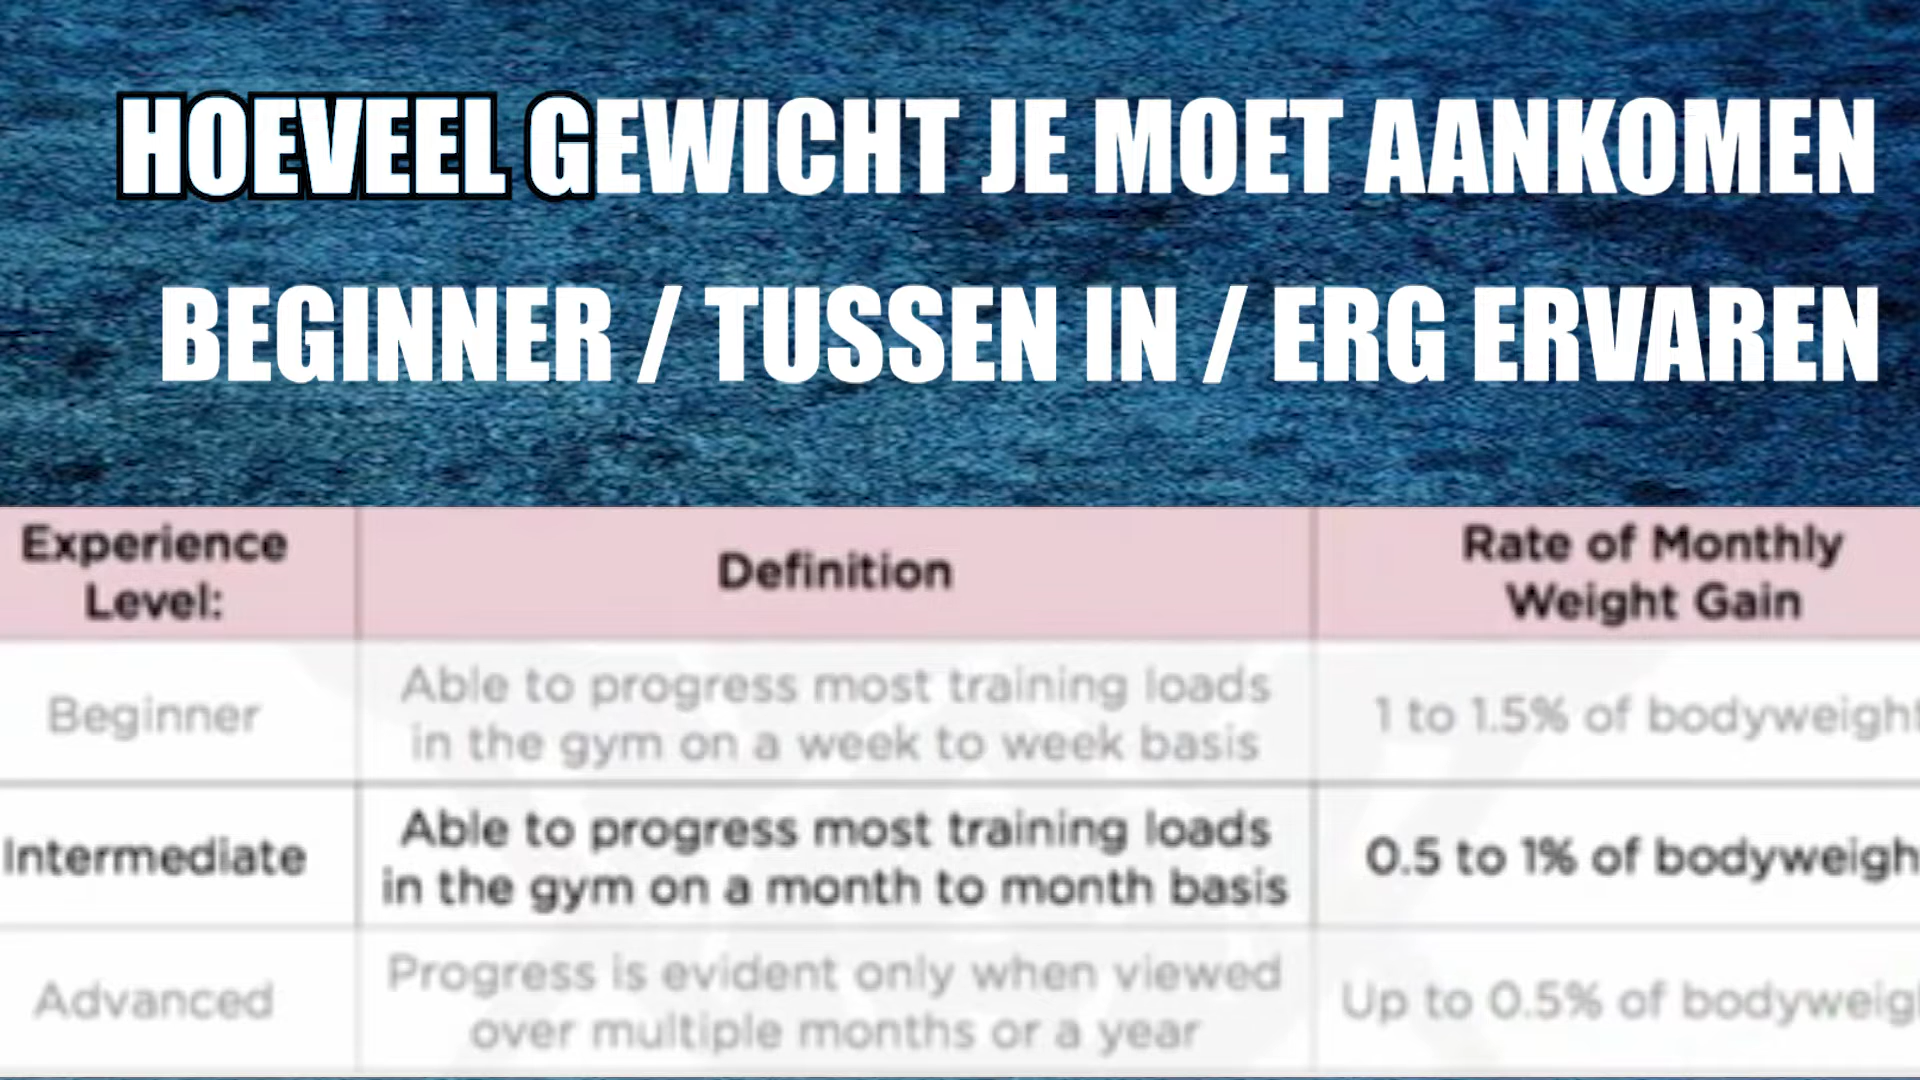 HOEVEEL GEWICHT JE MOET AANKOMEN
BEGINNER / TUSSEN IN / ERG ERVAREN
Experience
Level:
Definition
Rate of Monthly
Weight Gain
Beginner
Able to progress most training loads
in the gym on a week to week basis
1 to 1.5% of bodyweight
Intermediate
Able to progress most training loads
in the gym on a month to month basis
0.5 to 1% of bodyweigh
Advanced
Progress is evident only when viewed
over multiple months or a year
Up to 0.5% of bodyweig